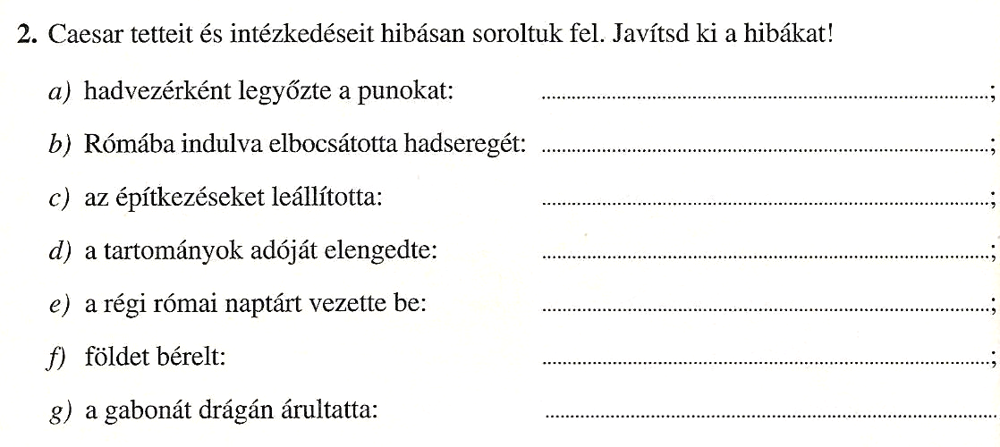 2. Caesar tetteit és intézkedéseit hibásan soroltuk fel. Javítsd ki a hibákat!
a) hadvezérként legyőzte a punokat: ..............................;
b) Rómába indulva elbocsátotta hadseregét: ..............................;
c) az építkezéseket leállította: ..............................;
d) a tartományok adóját elengedte: ..............................;
e) a régi római naptárt vezette be: ..............................;
f) földet bérelt: ..............................;
g) a gabonát drágán árultatta: ..............................